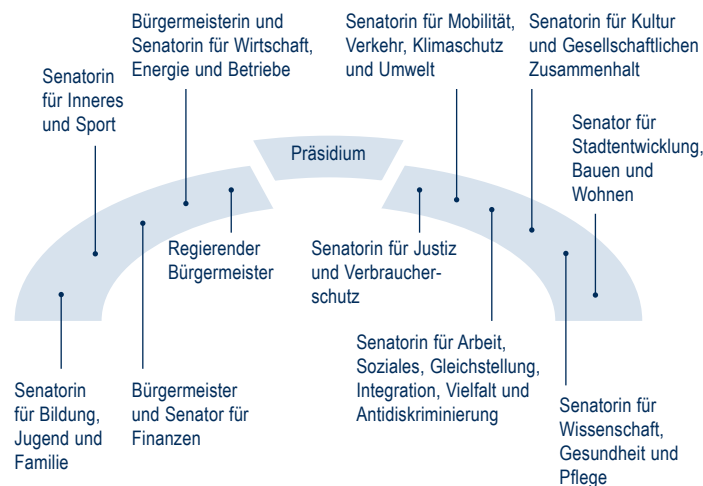 Bürgermeisterin und
Senatorin für Wirtschaft,
Energie und Betriebe
Senatorin für Mobilität,
Verkehr, Klimaschutz
und Umwelt
Senatorin für Kultur
und Gesellschaftlichen
Zusammenhalt
Senatorin
für Inneres
und Sport
Senator für
Stadtentwicklung,
Bauen und
Wohnen
Präsidium
Regierender
Bürgermeister
Senatorin für Justiz
und Verbraucher-
schutz
Senatorin
für Bildung,
Jugend und
Familie
Bürgermeister
und Senator für
Finanzen
Senatorin für Arbeit,
Soziales, Gleichstellung,
Integration, Vielfalt und
Antidiskriminierung
Senatorin für
Wissenschaft,
Gesundheit und
Pflege